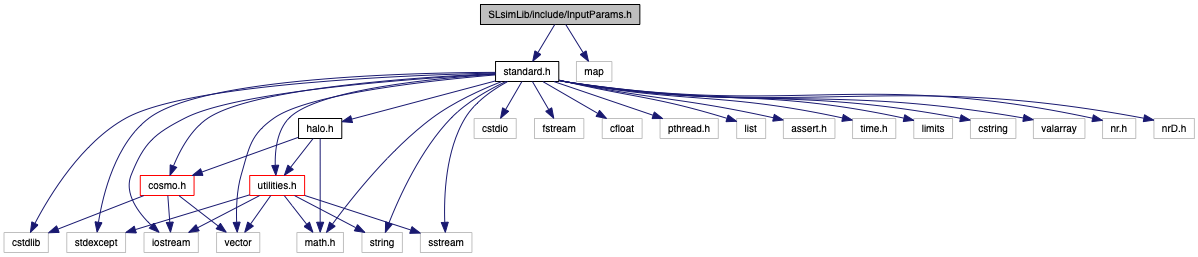 SLsimLib/include/InputParams.h
standard.h
map
halo.h
cstdio
fstream
cfloat
pthread.h
list
assert.h
time.h
limits
cstring
valarray
nr.h
nrD.h
cosmo.h
utilities.h
cstdlib
stdexcept
iostream
vector
math.h
string
sstream